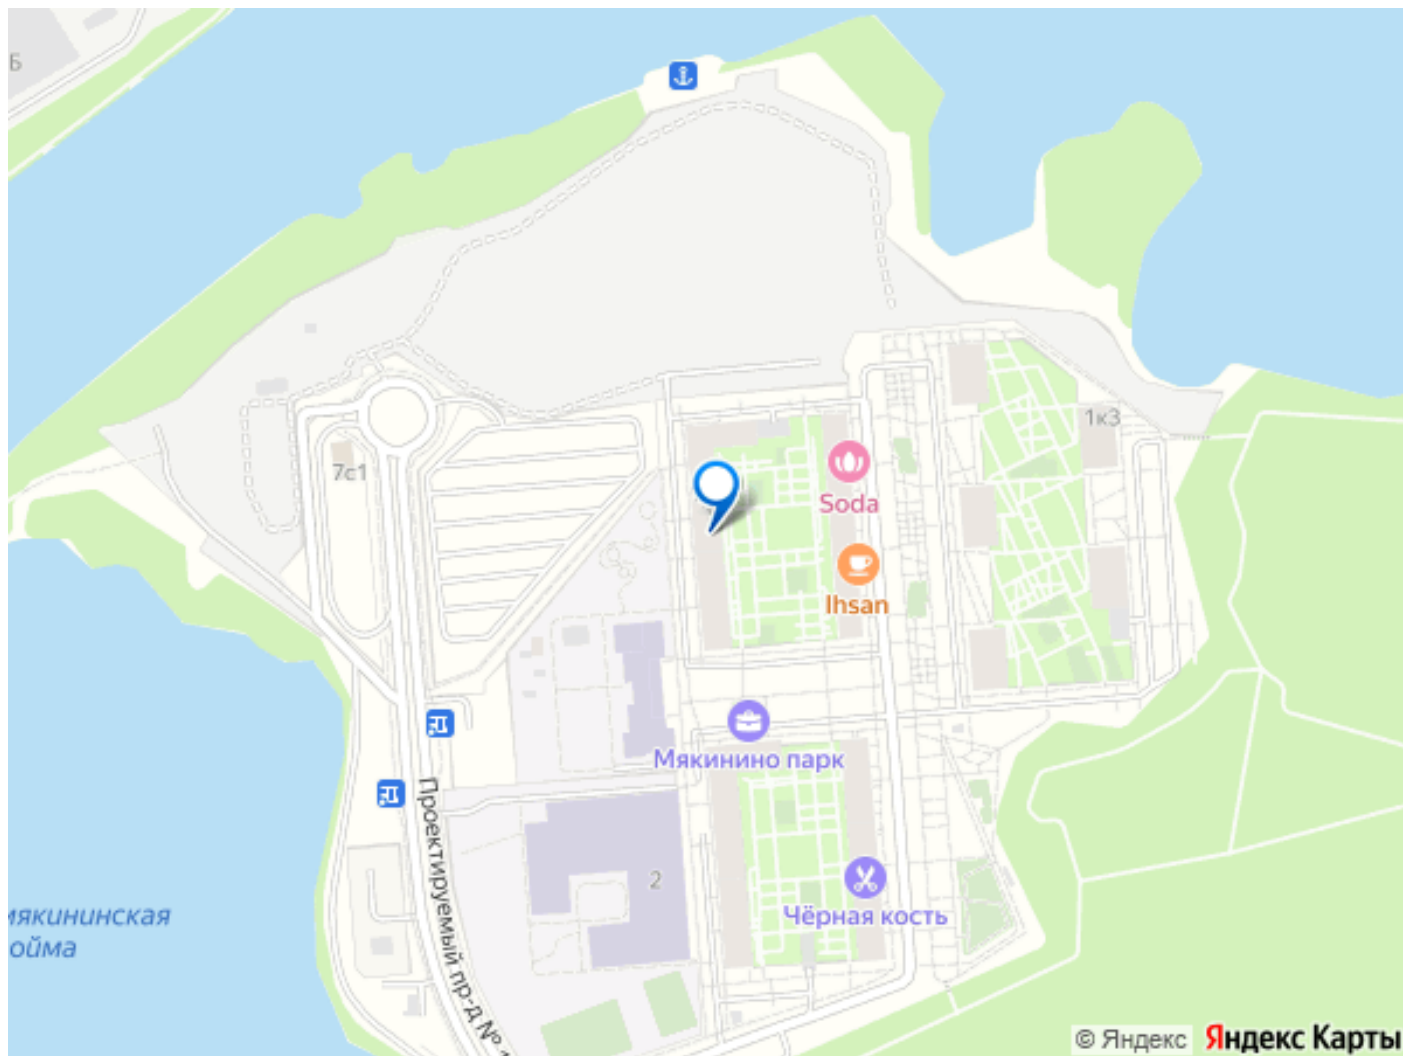 Б
1к3
7с1
Soda
Ihsan
Мякинино парк
Проектируемый пр-д №
2
Чёрная кость
мякининская
ойма
© Яндекс Яндекс Карты